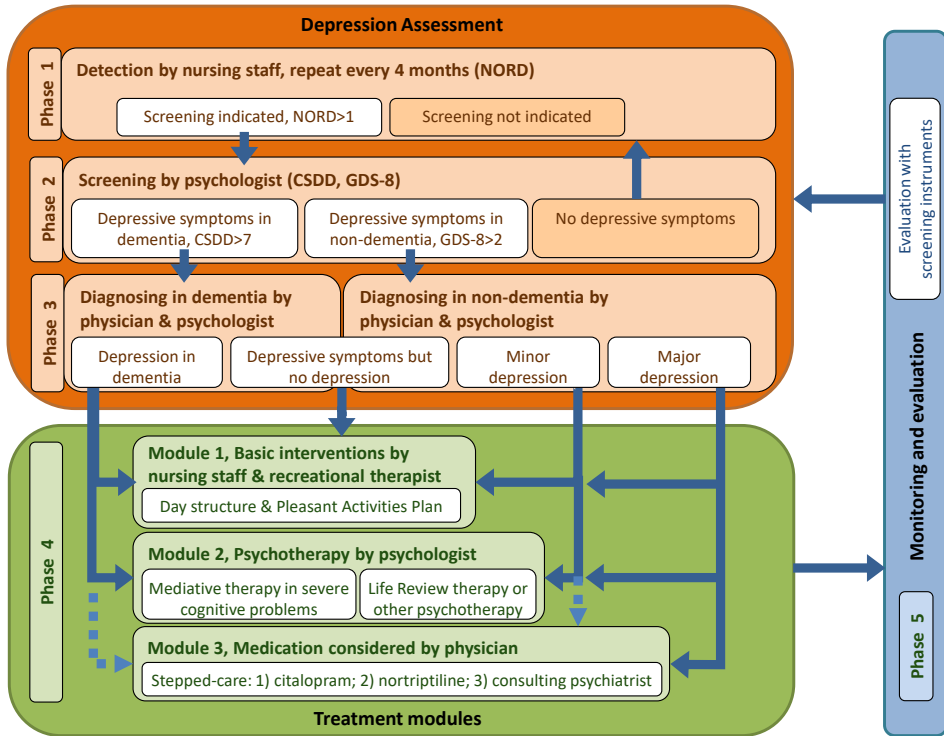 Depression Assessment
Phase 1
Detection by nursing staff, repeat every 4 months (NORD)
Screening indicated, NORD>1
Screening not indicated
Phase 2
Screening by psychologist (CSDD, GDS-8)
Depressive symptoms in
dementia, CSDD>7
Depressive symptoms in
non-dementia, GDS-8>2
No depressive symptoms
Phase 3
Diagnosing in dementia by
physician & psychologist
Diagnosing in non-dementia by
physician & psychologist
Depression in
dementia
Depressive symptoms but
no depression
Minor
depression
Major
depression
Phase 4
Module 1, Basic interventions by
nursing staff & recreational therapist
Day structure & Pleasant Activities Plan
Module 2, Psychotherapy by psychologist
Mediative therapy in severe
cognitive problems
Life Review therapy or
other psychotherapy
Module 3, Medication considered by physician
Stepped-care: 1) citalopram; 2) nortriptiline; 3) consulting psychiatrist
Treatment modules
Evaluation with
screening instruments
Monitoring and evaluation
Phase 5